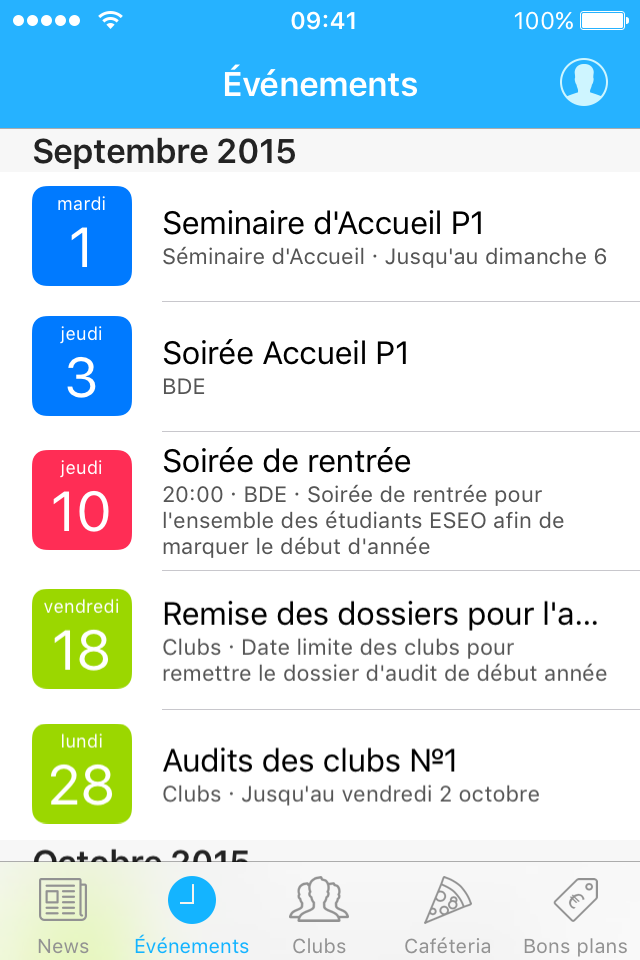 09:41
100%
Événements
Septembre 2015
mardi
1
Seminaire d'Accueil P1
Séminaire d'Accueil · Jusqu'au dimanche 6
jeudi
3
Soirée Accueil P1
BDE
jeudi
10
Soirée de rentrée
20:00 · BDE · Soirée de rentrée pour
l'ensemble des étudiants ESEO afin de
marquer le début d'année
vendredi
18
Remise des dossiers pour l'a...
Clubs · Date limite des clubs pour
remettre le dossier d'audit de début année
lundi
28
Audits des clubs №1
Clubs · Jusqu'au vendredi 2 octobre
Octobre 2015
News
Événements
Clubs
Caféteria
Bons plans